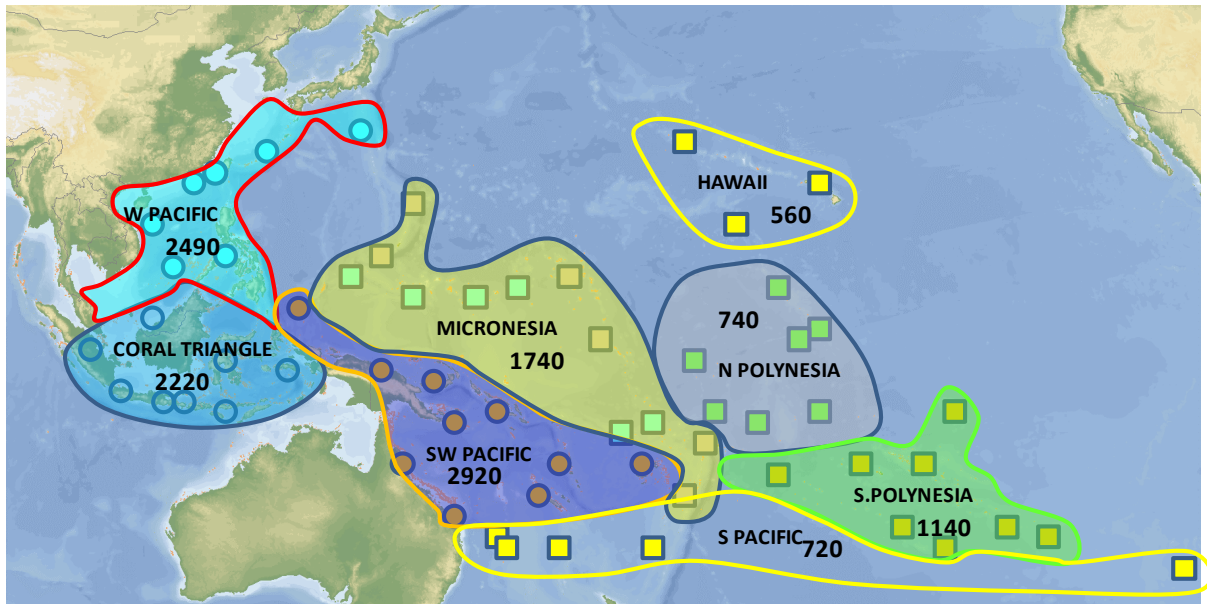 HAWAII
560
W PACIFIC
2490
740
MICRONESIA
1740
N POLYNESIA
CORAL TRIANGLE
2220
SW PACIFIC
2920
S.POLYNESIA
1140
S PACIFIC 720